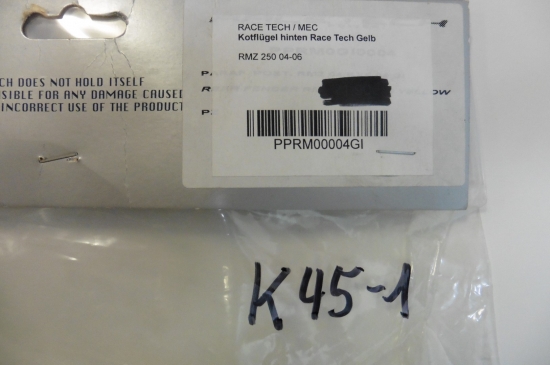 RACE TECH / MEC
Kotflügel hinten Race Tech Gelb
RMZ 250 04-06
PPRM00004GI
CH DOES NOT HOLD ITSELF
SIBLE FOR ANY DAMAGE CAUSED
INCORRECT USE OF THE PRODUCT
K45-1